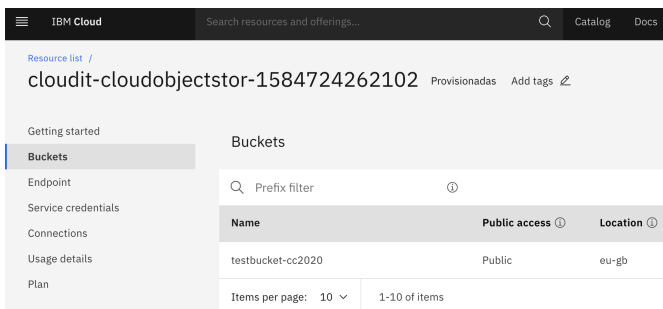 IBM Cloud
Search resources and offerings...
Catalog
Docs
Resource list /
cloudit-cloudobjectstor-1584724262102 Provisionadas Add tags
Getting started
Buckets
Endpoint
Service credentials
Connections
Usage details
Plan
Buckets
Prefix filter
Name Public access Location
testbucket-cc2020 Public eu-gb
Items per page: 10 1-10 of items